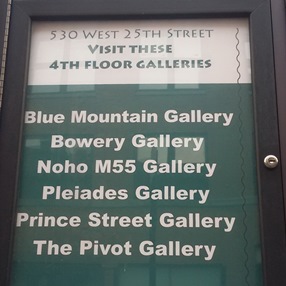 530 West 25th Street
Visit these
4th Floor Galleries
Blue Mountain Gallery
Bowery Gallery
Noho M55 Gallery
Pleiades Gallery
Prince Street Gallery
The Pivot Gallery